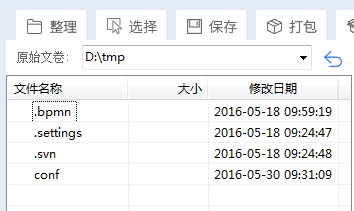 整理 选择 保存 打包
原始文卷: D:\tmp
文件名称 大小 修改日期
.bpmn 2016-05-18 09:59:19
.settings 2016-05-18 09:24:47
.svn 2016-05-18 09:24:48
conf 2016-05-30 09:31:09